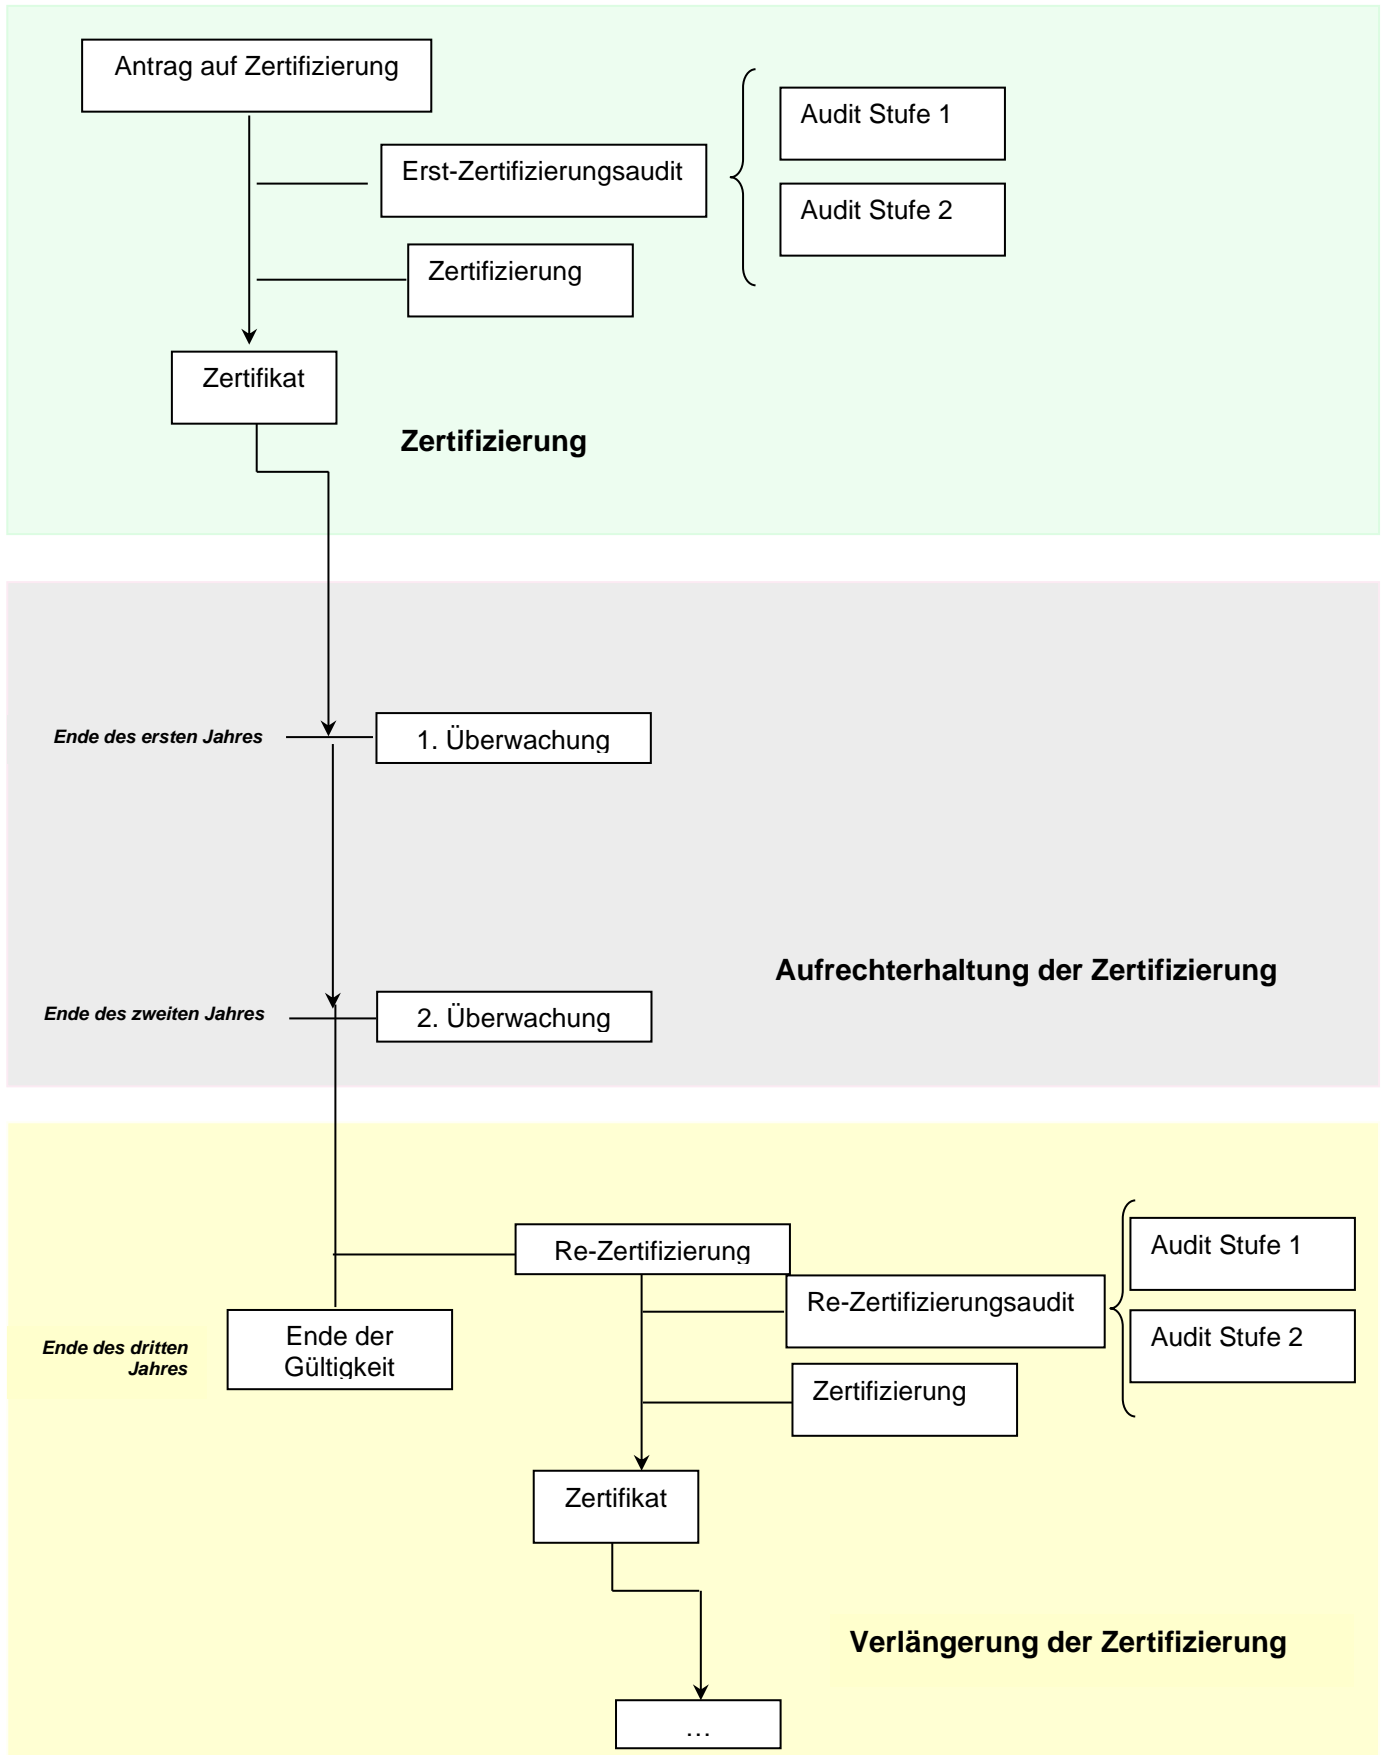 Antrag auf Zertifizierung
Audit Stufe 1
Erst-Zertifizierungsaudit
Audit Stufe 2
Zertifizierung
Zertifikat
Zertifizierung
Ende des ersten Jahres
1. Überwachung
Aufrechterhaltung der Zertifizierung
Ende des zweiten Jahres
2. Überwachung
Re-Zertifizierung
Audit Stufe 1
Re-Zertifizierungsaudit
Ende des dritten
Jahres
Ende der
Gültigkeit
Audit Stufe 2
Zertifizierung
Zertifikat
Verlängerung der Zertifizierung
…